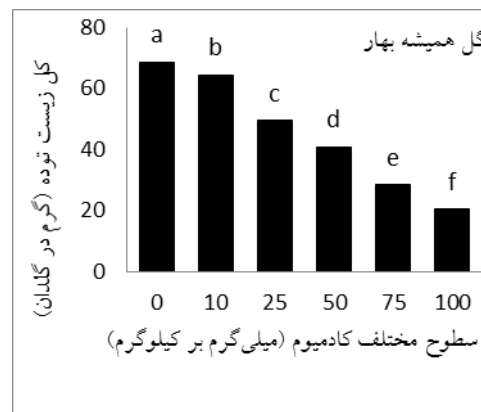 گل همیشه بهار
کل زیست توده (گرم در گلدان)
80
60
40
20
0
a
b
c
d
e
f
0 10 25 50 75 100
سطوح مختلف کادمیوم (میلی‌گرم بر کیلوگرم)